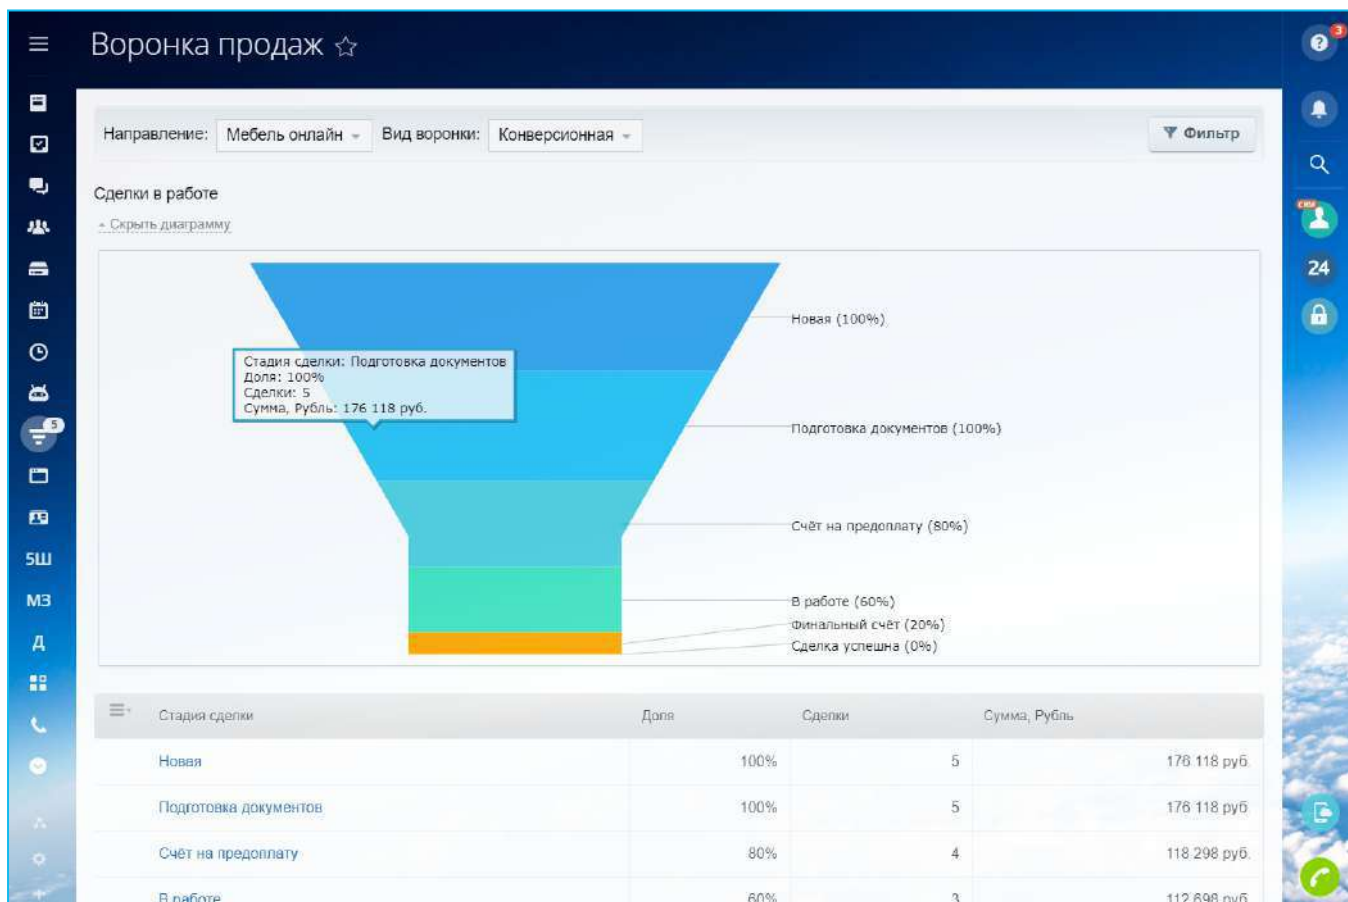 Воронка продаж
3
Направление: Мебель онлайн Вид воронки: Конверсионная Фильтр
Сделки в работе
Скрыть диаграмму
CRM
24
Новая (100%)
Стадия сделки: Подготовка документов
Доля: 100%
Сделки: 5
Сумма, Рубль: 176 118 руб.
5
Подготовка документов (100%)
Счёт на предоплату (80%)
5Ш
В работе (60%)
МЗ
Финальный счёт (20%)
Д
Сделка успешна (0%)
Стадия сделки Доля Сделки Сумма, Рубль
Новая 100% 5 176 118 руб.
Подготовка документов 100% 5 176 118 руб.
Счёт на предоплату 80% 4 118 298 руб.
В работе 60% 3 112 698 руб.